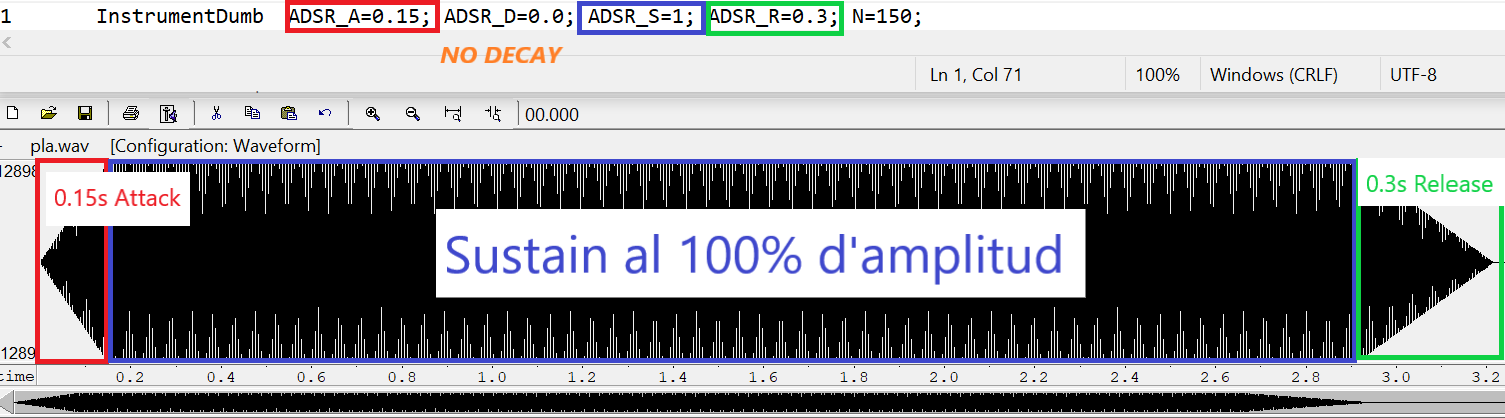 1 InstrumentDumb ADSR_A=0.15; ADSR_D=0.0; ADSR_S=1; ADSR_R=0.3; N=150;
NO DECAY
Ln 1, Col 71 100% Windows (CRLF) UTF-8
00.000
pla.wav [Configuration: Waveform]
12898
0.15s Attack
0.3s Release
Sustain al 100% d'amplitud
1289
time 0.2 0.4 0.6 0.8 1.0 1.2 1.4 1.6 1.8 2.0 2.2 2.4 2.6 2.8 3.0 3.2